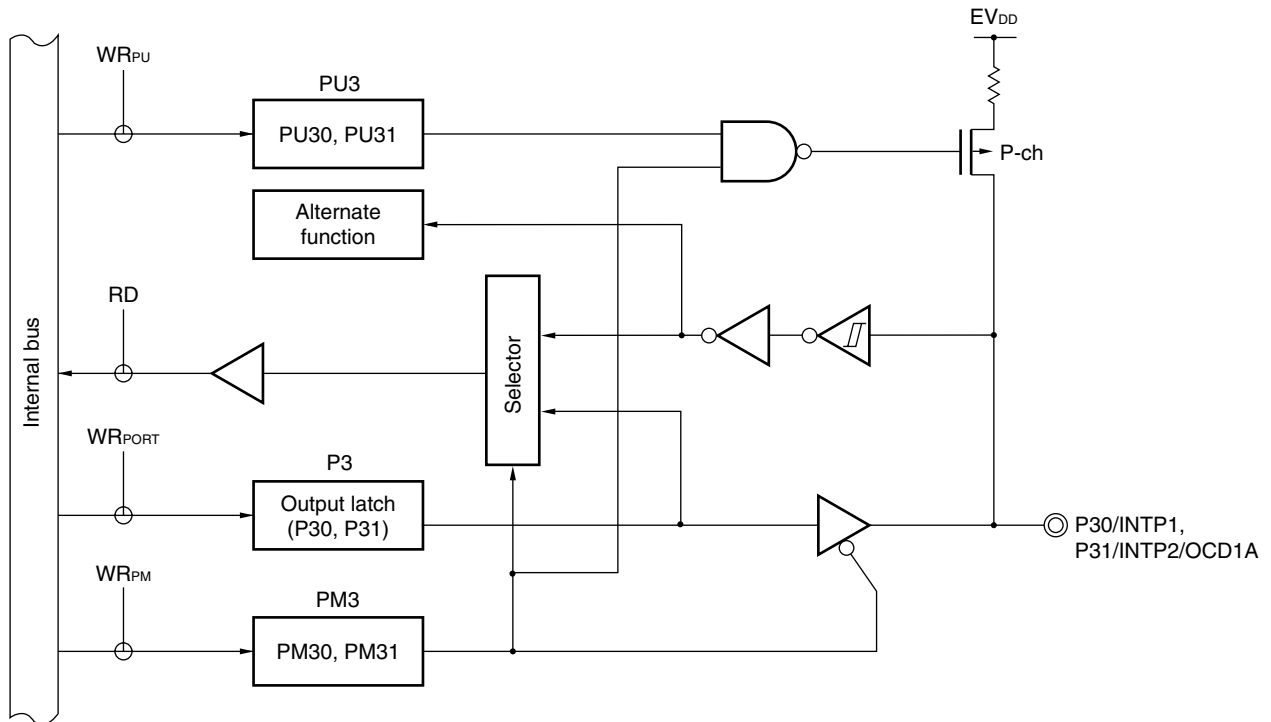 EVDD
WRPU
PU3
PU30, PU31
P-ch
Alternate
function
RD
Selector
Internal bus
WRPORT
P3
Output latch
(P30, P31)
P30/INTP1,
P31/INTP2/OCD1A
WRPM
PM3
PM30, PM31